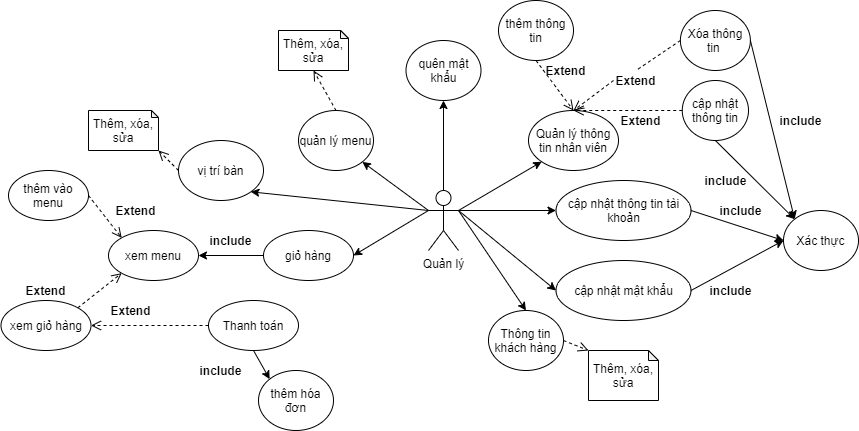 thêm thông
tin
Xóa thông
tin
Thêm, xóa,
sửa
quên mật
khẩu
Extend
Extend
cập nhật
thông tin
Extend
include
Thêm, xóa,
sửa
quản lý menu
Quản lý thông
tin nhân viên
vị trí bàn
include
thêm vào
menu
Extend
cập nhật thông tin tài
khoản
include
include
Xác thực
xem menu
giỏ hàng
Quản lý
Extend
cập nhật mật khẩu
include
Extend
xem giỏ hàng
Thanh toán
Thông tin
khách hàng
include
Thêm, xóa,
sửa
thêm hóa
đơn